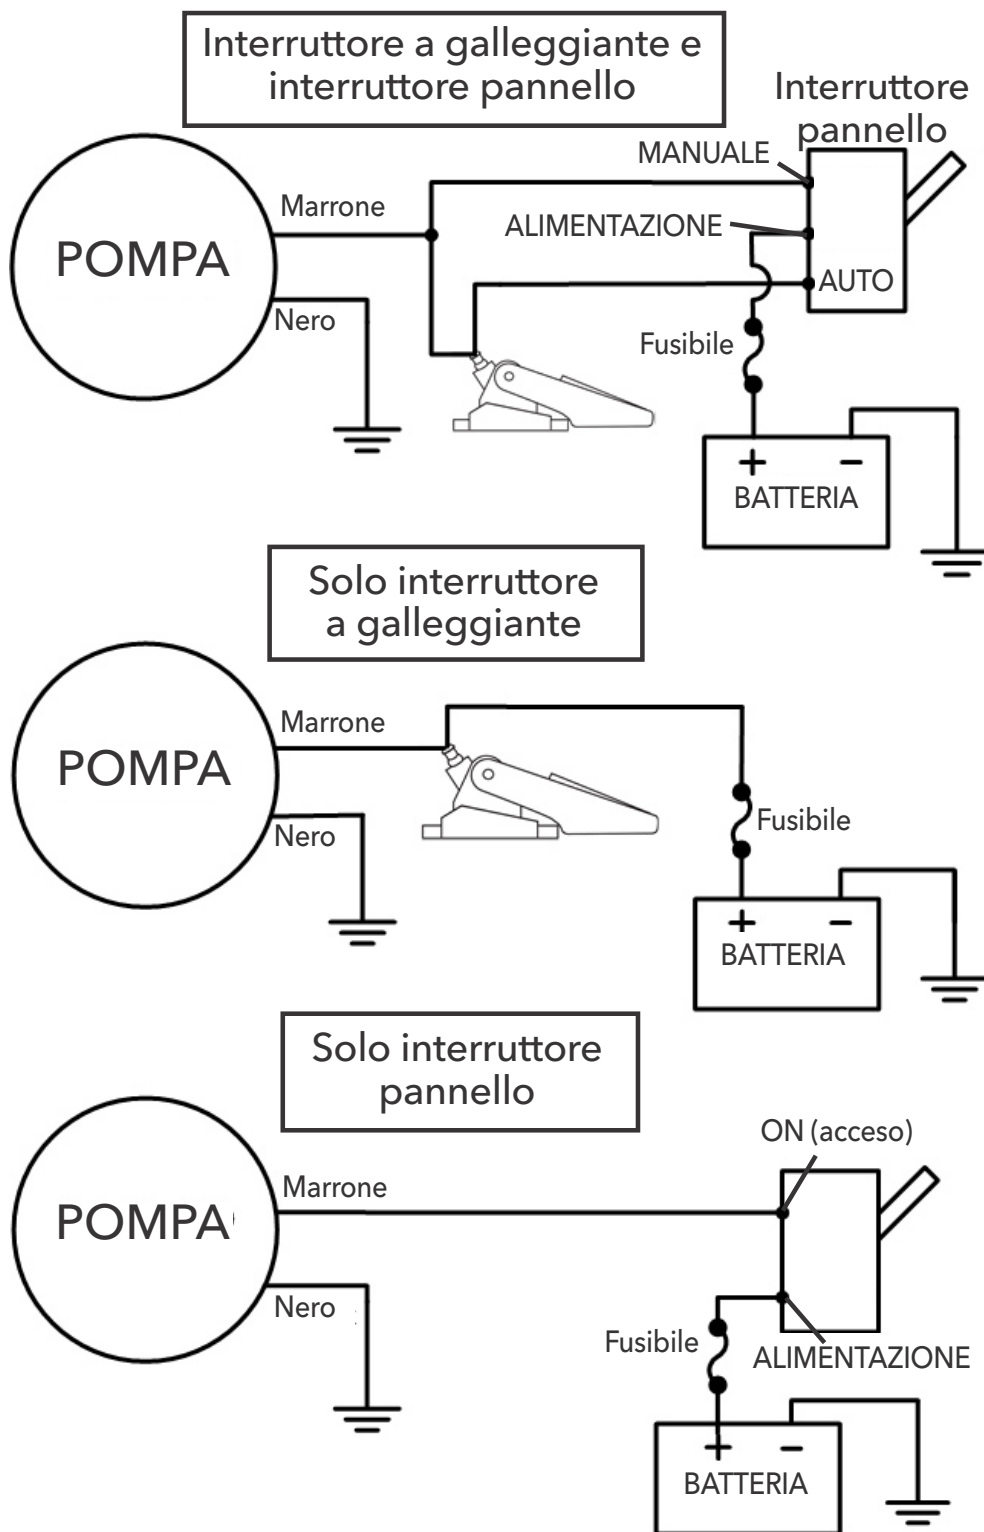 Interruttore a galleggiante e
interruttore pannello
Interruttore
pannello
MANUALE
Marrone
ALIMENTAZIONE
POMPA
AUTO
Nero
Fusibile
+ −
BATTERIA
Solo interruttore
a galleggiante
Marrone
POMPA
Nero
Fusibile
+ −
BATTERIA
Solo interruttore
pannello
ON (acceso)
Marrone
POMPA
Nero
Fusibile
ALIMENTAZIONE
+ −
BATTERIA